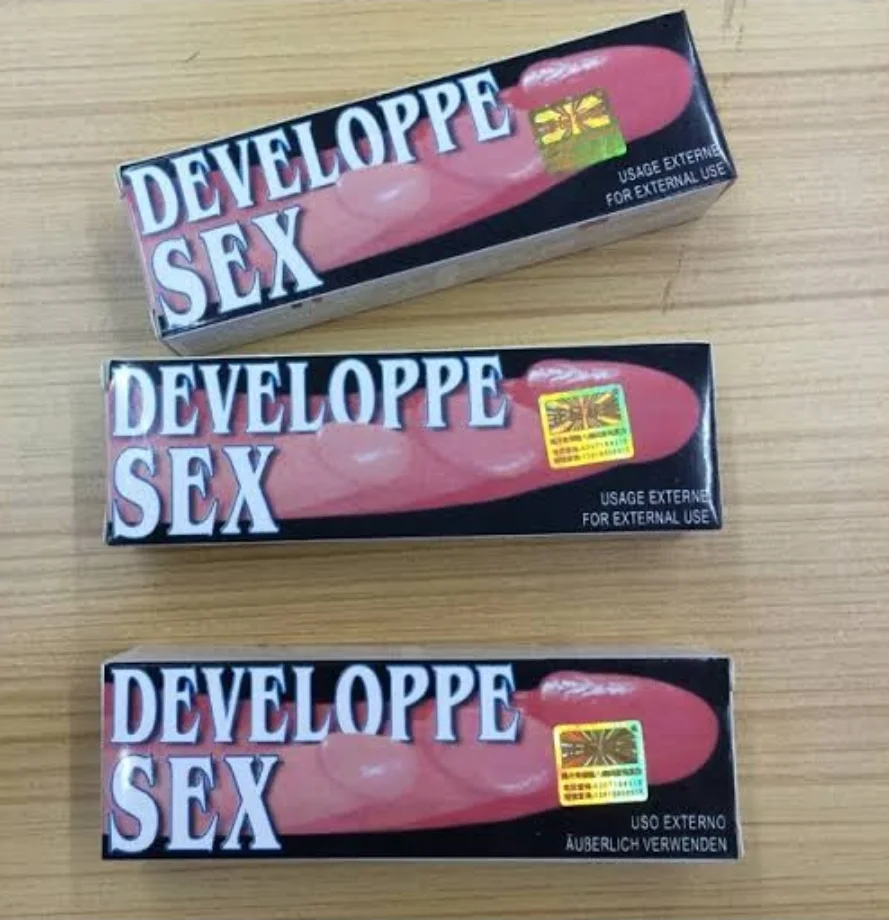 DEVELOPPE
SEX
USAGE EXTERNE
FOR EXTERNAL USE
DEVELOPPE
SEX
USAGE EXTERNE
FOR EXTERNAL USE
DEVELOPPE
SEX
USO EXTERNO
ÄUßERLICH VERWENDEN